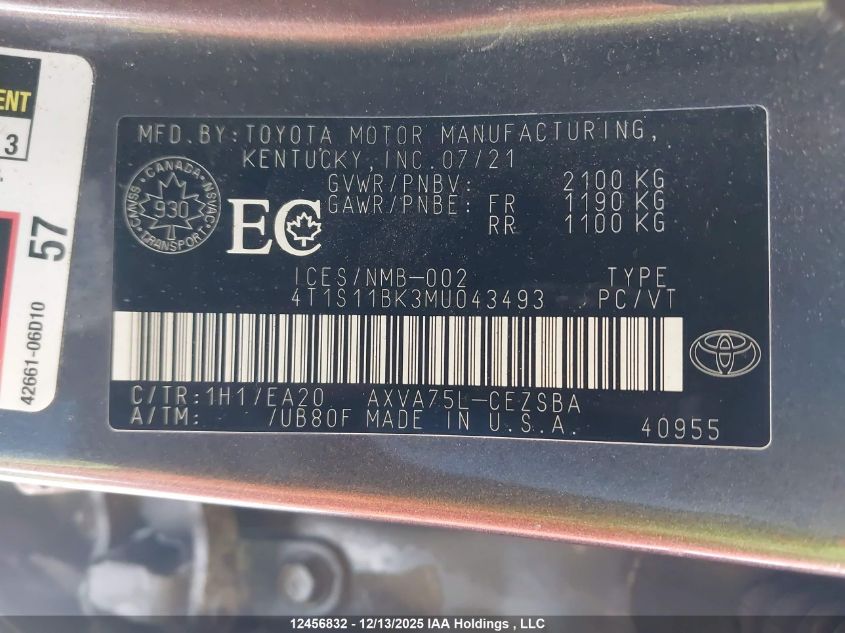 ENT
3
57
42661-06D10
MFD. BY: TOYOTA MOTOR MANUFACTURING,
KENTUCKY, INC. 07/21
GVWR/PNBV: 2100 KG
GAWR/PNBE: FR 1190 KG
RR 1100 KG
CANADA
CMVSS · NSVAC
930
TRANSPORT
EC
ICES/NMB-002 TYPE
4T1S11BK3MU043493 PC/VT
C/TR: 1H1/EA20 AXVA75L-CEZSBA
A/TM: /UB80F MADE IN U.S.A. 40955
12456832 - 12/13/2025 IAA Holdings , LLC